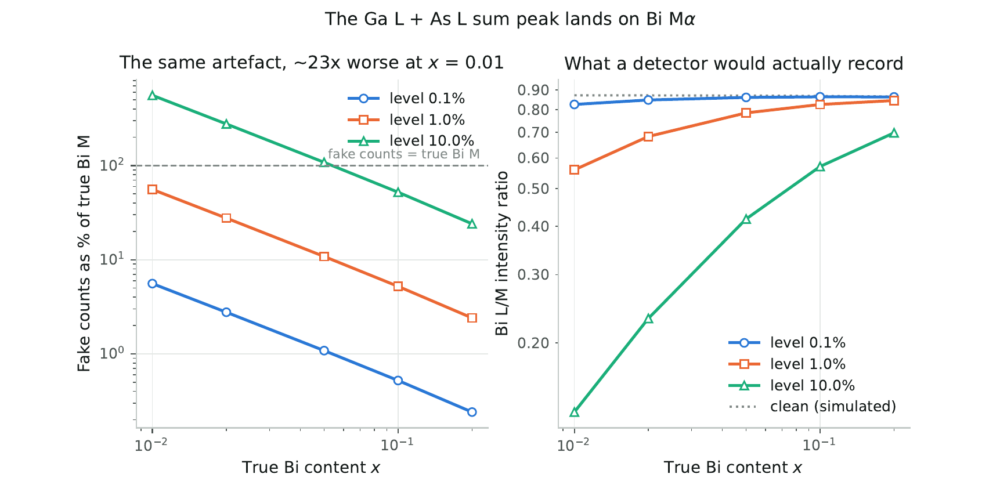 The Ga L + As L sum peak lands on Bi Mα
The same artefact, ~23x worse at x = 0.01
Fake counts as % of true Bi M
10²
10¹
10⁰
level 0.1%
level 1.0%
level 10.0%
fake counts = true Bi M
10⁻²
10⁻¹
True Bi content x
What a detector would actually record
Bi L/M intensity ratio
0.90
0.80
0.70
0.60
0.50
0.40
0.30
0.20
level 0.1%
level 1.0%
level 10.0%
clean (simulated)
10⁻²
10⁻¹
True Bi content x